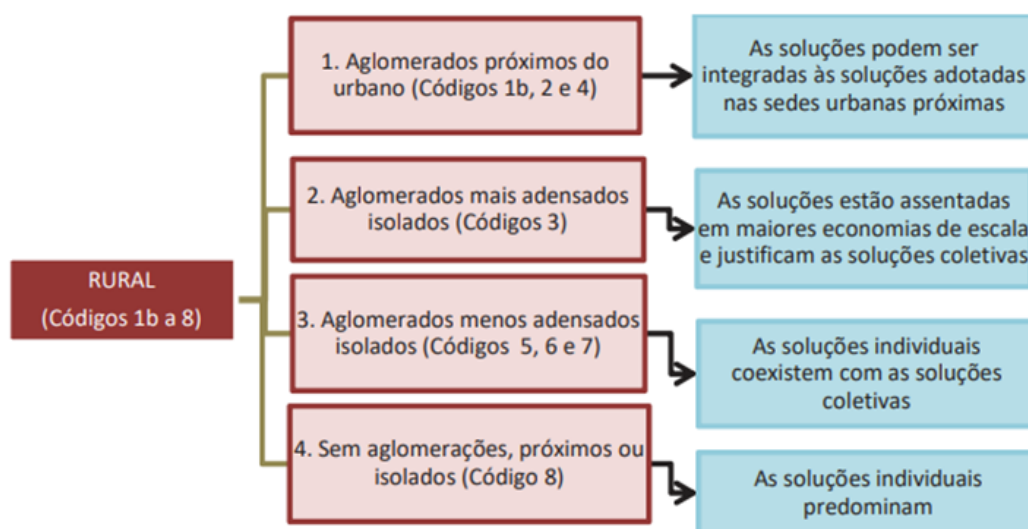 RURAL
(Códigos 1b a 8)
1. Aglomerados próximos do
urbano (Códigos 1b, 2 e 4)
As soluções podem ser
integradas às soluções adotadas
nas sedes urbanas próximas
2. Aglomerados mais adensados
isolados (Códigos 3)
As soluções estão assentadas
em maiores economias de escala
e justificam as soluções coletivas
3. Aglomerados menos adensados
isolados (Códigos 5, 6 e 7)
As soluções individuais
coexistem com as soluções
coletivas
4. Sem aglomerações, próximos ou
isolados (Código 8)
As soluções individuais
predominam